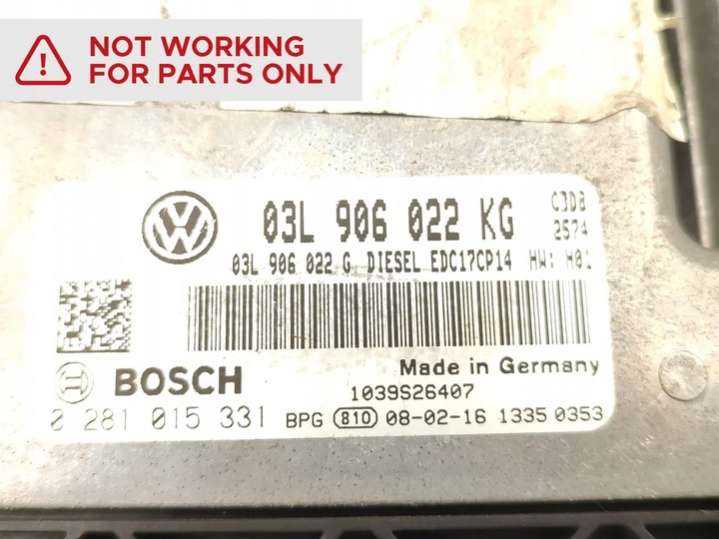 NOT WORKING
FOR PARTS ONLY
03L 906 022 KG
C3D8
2574
03L 906 022 G DIESEL EDC17CP14 HW: H01
Made in Germany
BOSCH
1039S26407
0 281 015 331
BPG 810 08-02-16 1335 0353